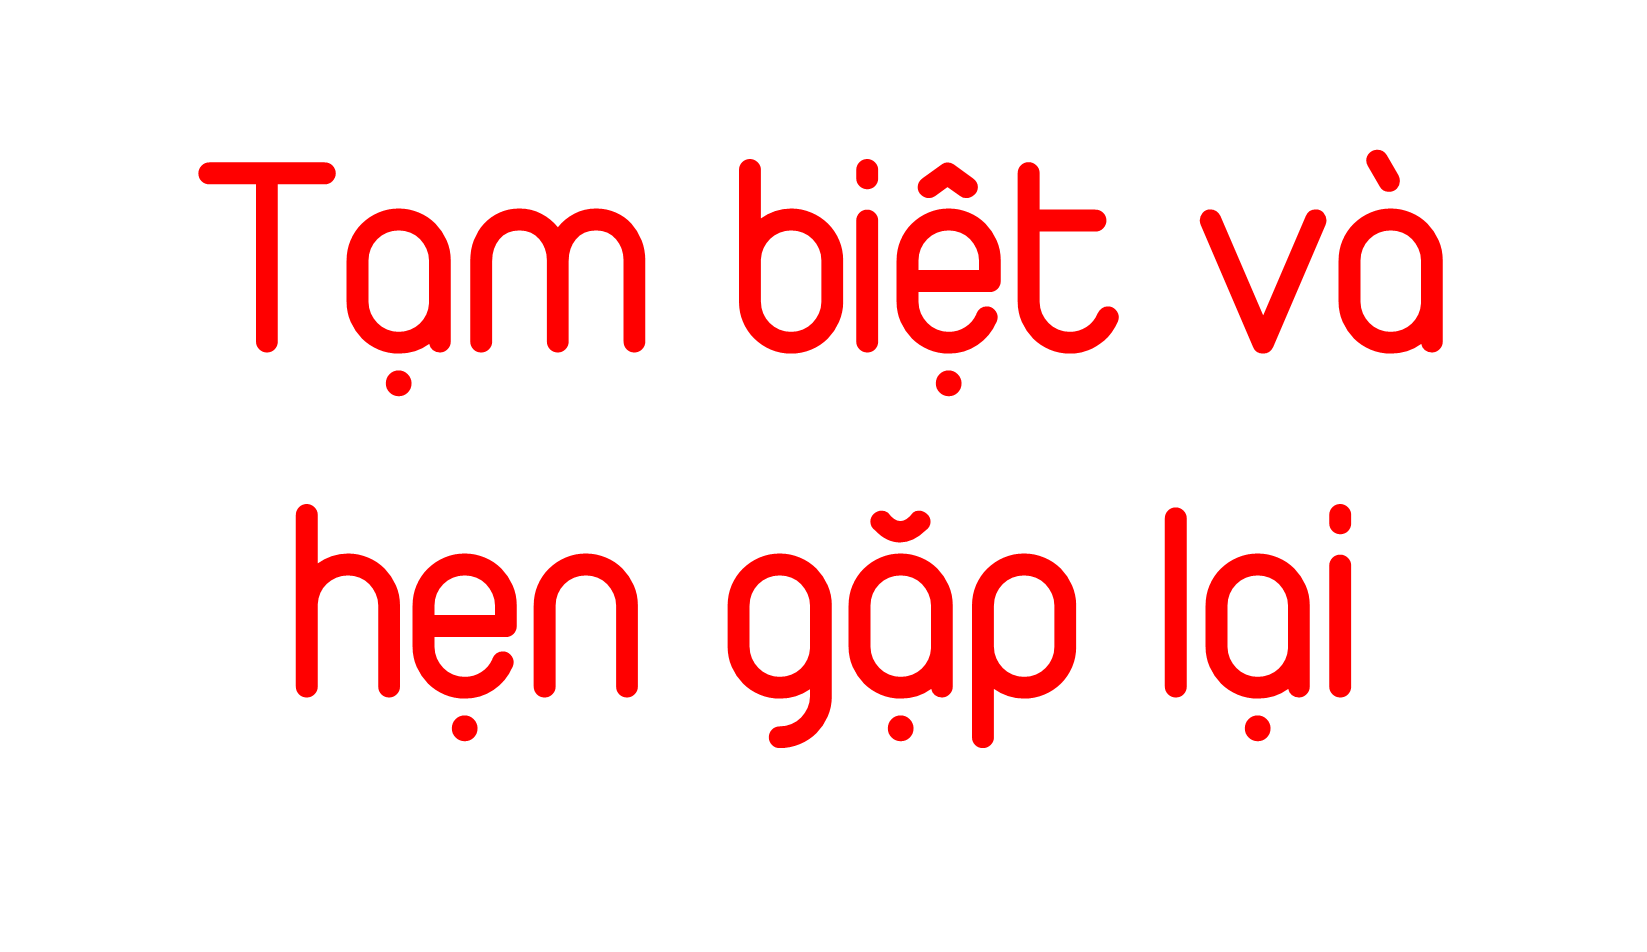 Tạm biệt và
hẹn gặp lại